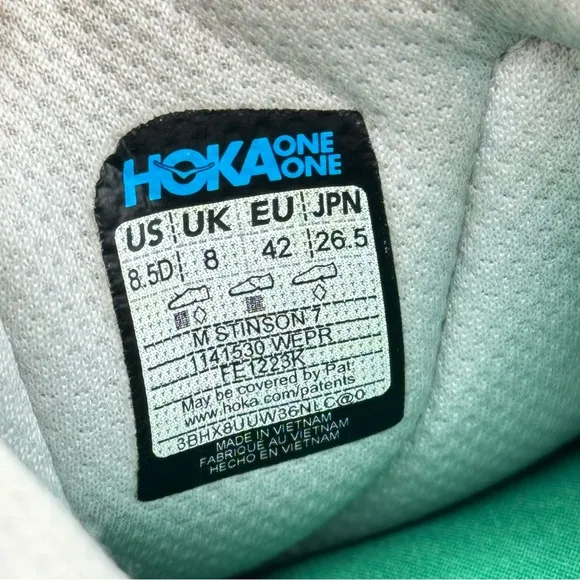 HOKA ONE ONE
US UK EU JPN
8.5D 8 42 26.5
M STINSON 7
1141530 WEPR
FE1223K
May be covered by Pat:
www.hoka.com/patents
3BHX8UUW36NLC@0
MADE IN VIETNAM
FABRIQUE AU VIETNAM
HECHO EN VIETNAM